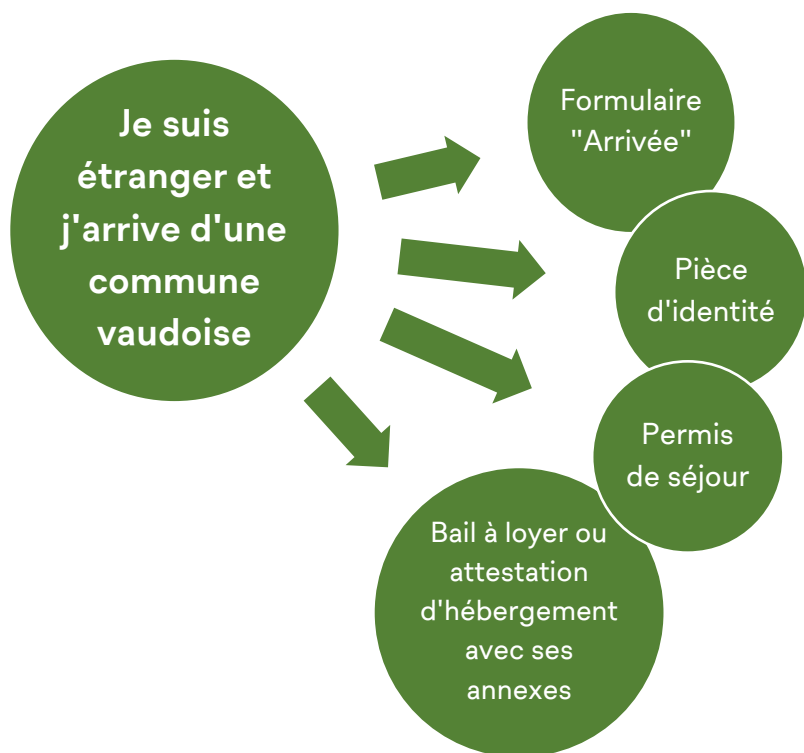 Je suis
étranger et
j'arrive d'une
commune
vaudoise
Formulaire
"Arrivée"
Pièce
d'identité
Permis
de séjour
Bail à loyer ou
attestation
d'hébergement
avec ses
annexes